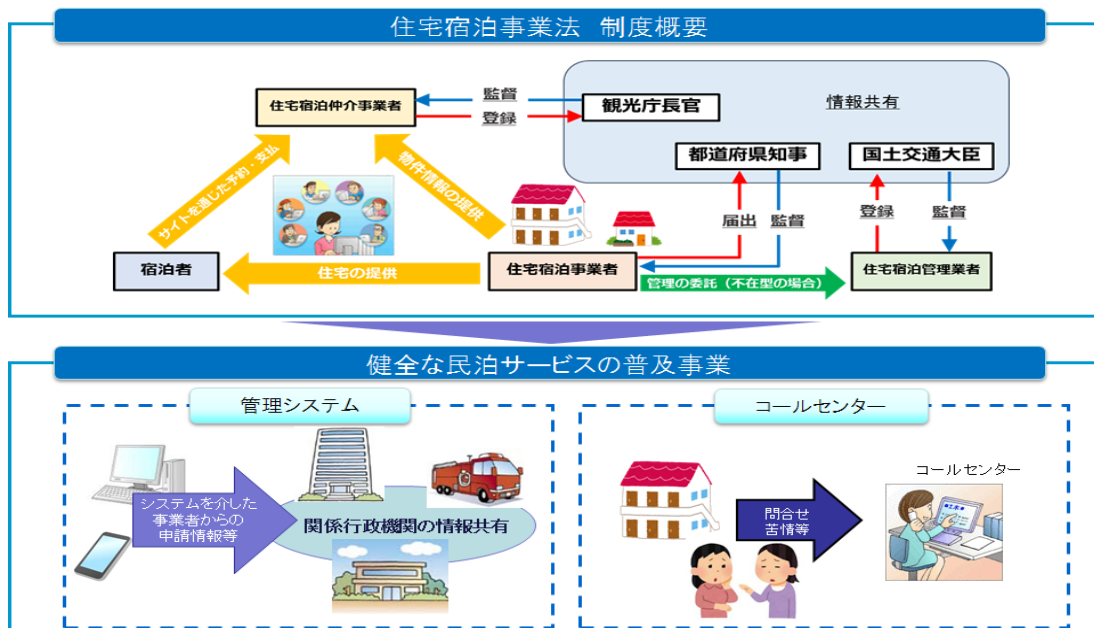 住宅宿泊事業法　制度概要
住宅宿泊仲介事業者
監督
登録
観光庁長官
情報共有
都道府県知事
国土交通大臣
サイトを通じた予約・支払
物件情報の提供
届出
監督
登録
監督
宿泊者
住宅の提供
住宅宿泊事業者
管理の委託（不在型の場合）
住宅宿泊管理業者
健全な民泊サービスの普及事業
管理システム
システムを介した
事業者からの
申請情報等
関係行政機関の情報共有
コールセンター
問合せ
苦情等
コールセンター